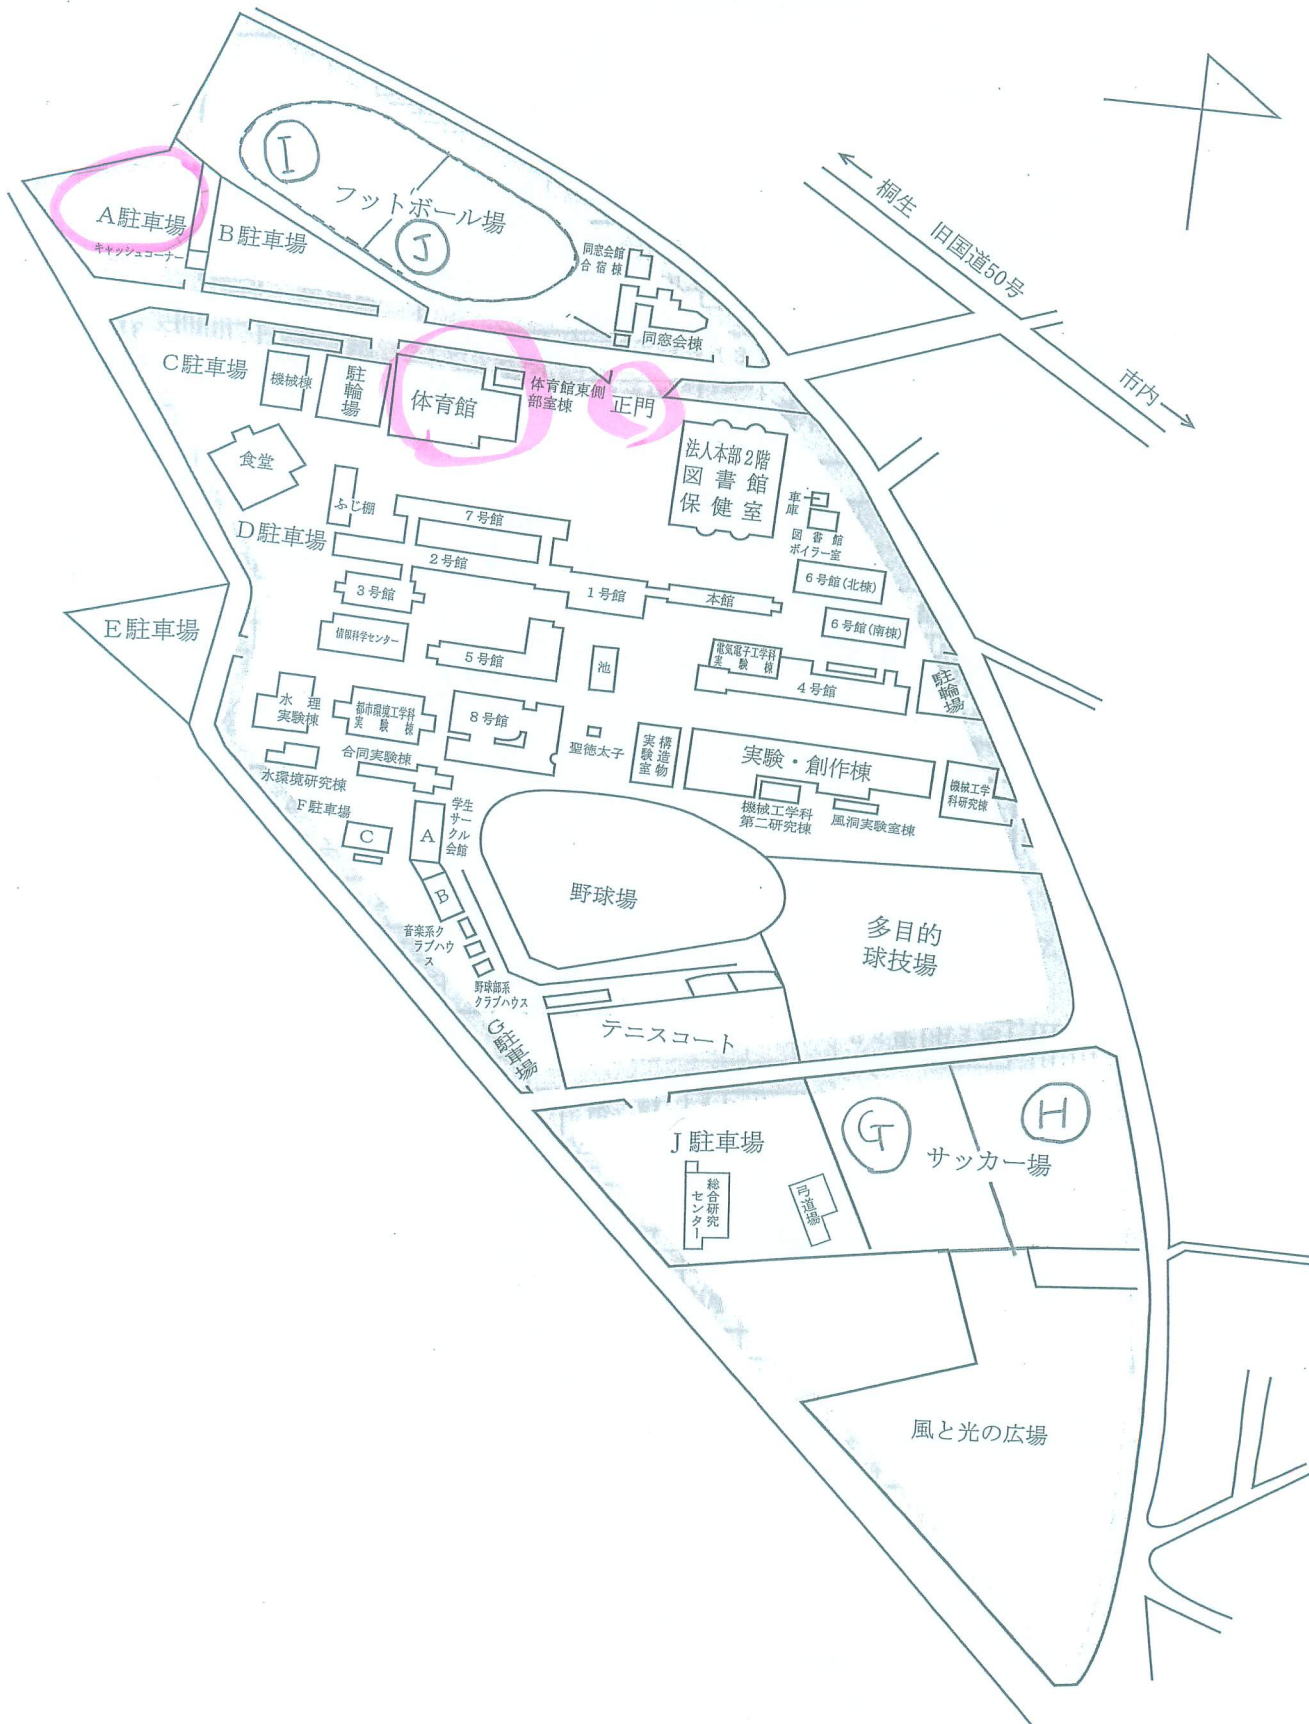 I
フットボール場
J
A駐車場
キャッシュコーナー
B駐車場
同窓会館
合宿棟
同窓会棟
桐生 旧国道50号
市内
C駐車場
機械棟
駐輪場
体育館
体育館東側
部室棟
正門
法人本部2階
図書館
保健室
車庫
図書館
ボイラー室
食堂
ふじ棚
D駐車場
7号館
2号館
3号館
1号館
本館
6号館(北棟)
6号館(南棟)
E駐車場
情報科学センター
5号館
池
電気電子工学科
実験棟
4号館
駐輪場
水理
実験棟
都市環境工学科
実験棟
8号館
聖徳太子
構造物
実験室
実験・創作棟
機械工学
科研究棟
水環境研究棟
合同実験棟
機械工学科
第二研究棟
風洞実験室棟
F駐車場
C
A
学生
サー
クル
会館
B
野球場
多目的
球技場
音楽系ク
ラブハウ
ス
野球部系
クラブハウス
G駐車場
テニスコート
J駐車場
G
H
サッカー場
総合研究
センター
弓道場
風と光の広場